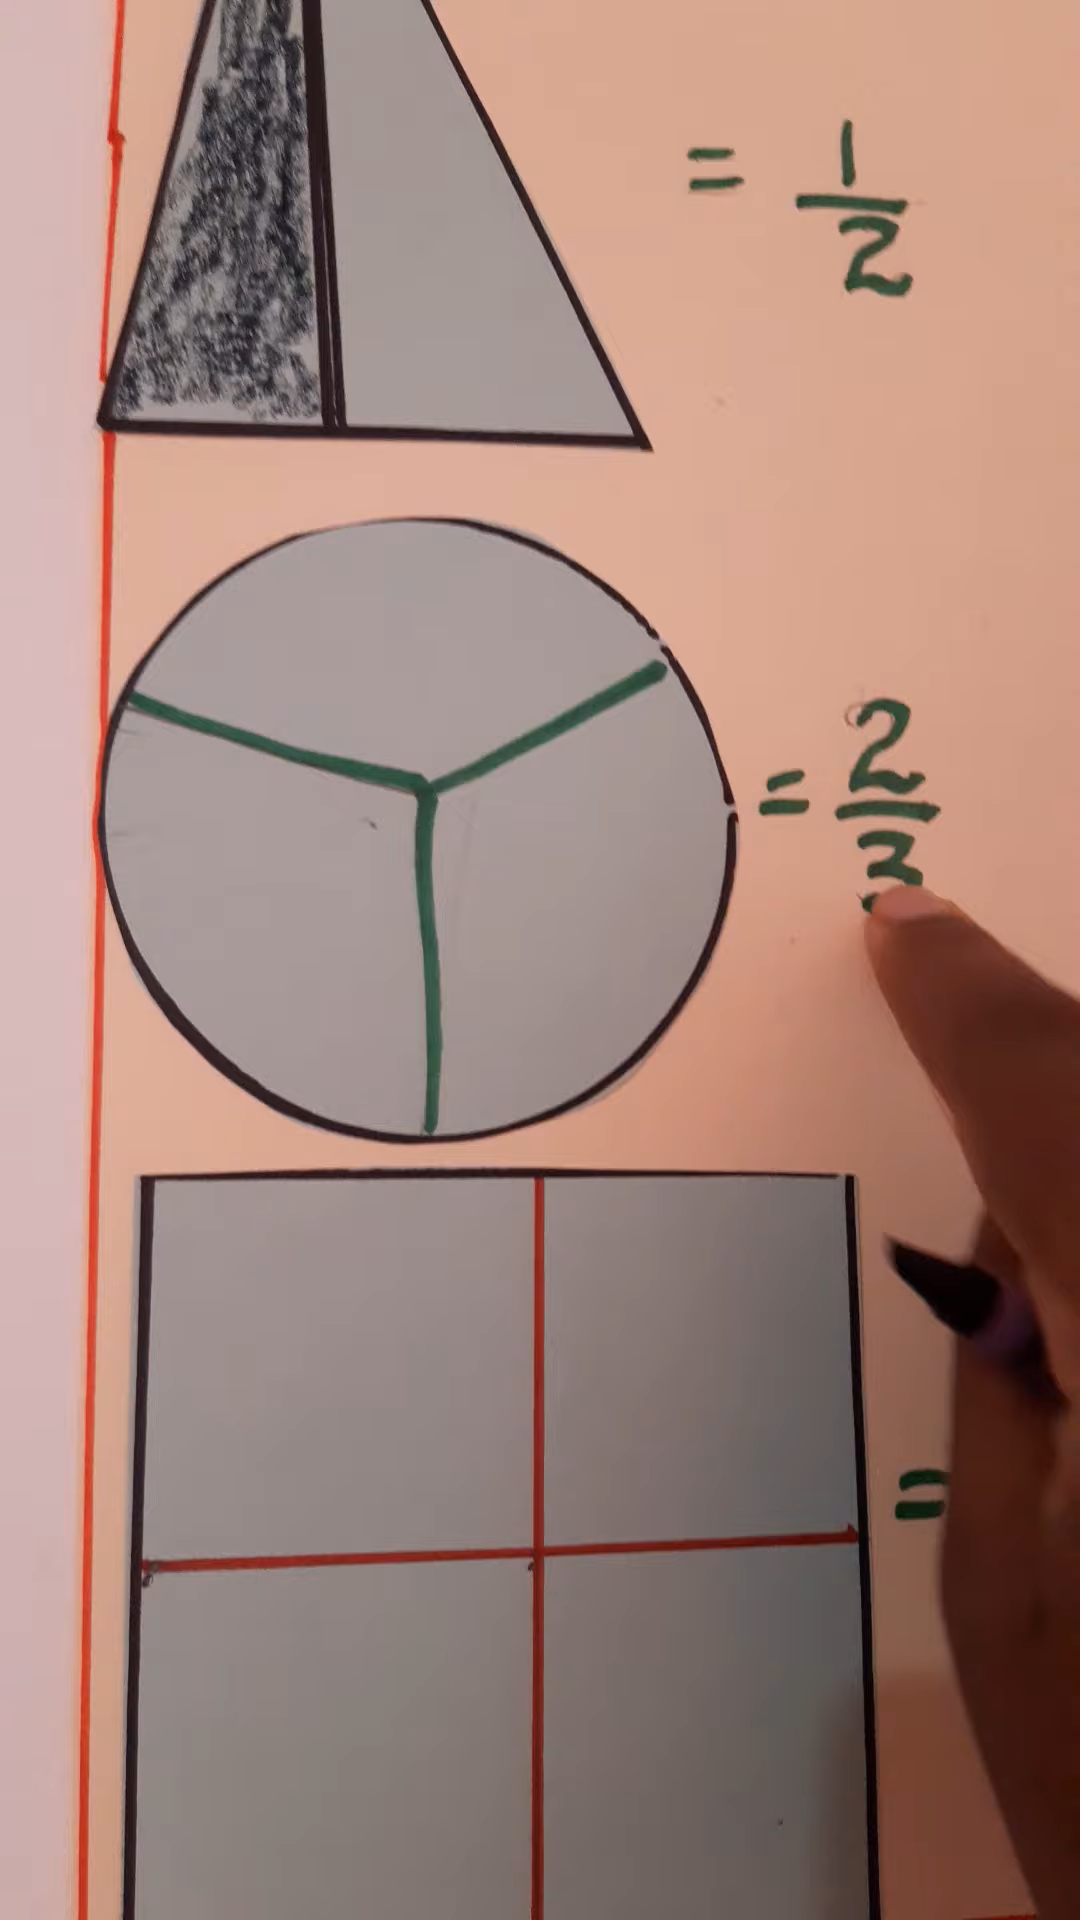 = 1/2
= 2/3
=